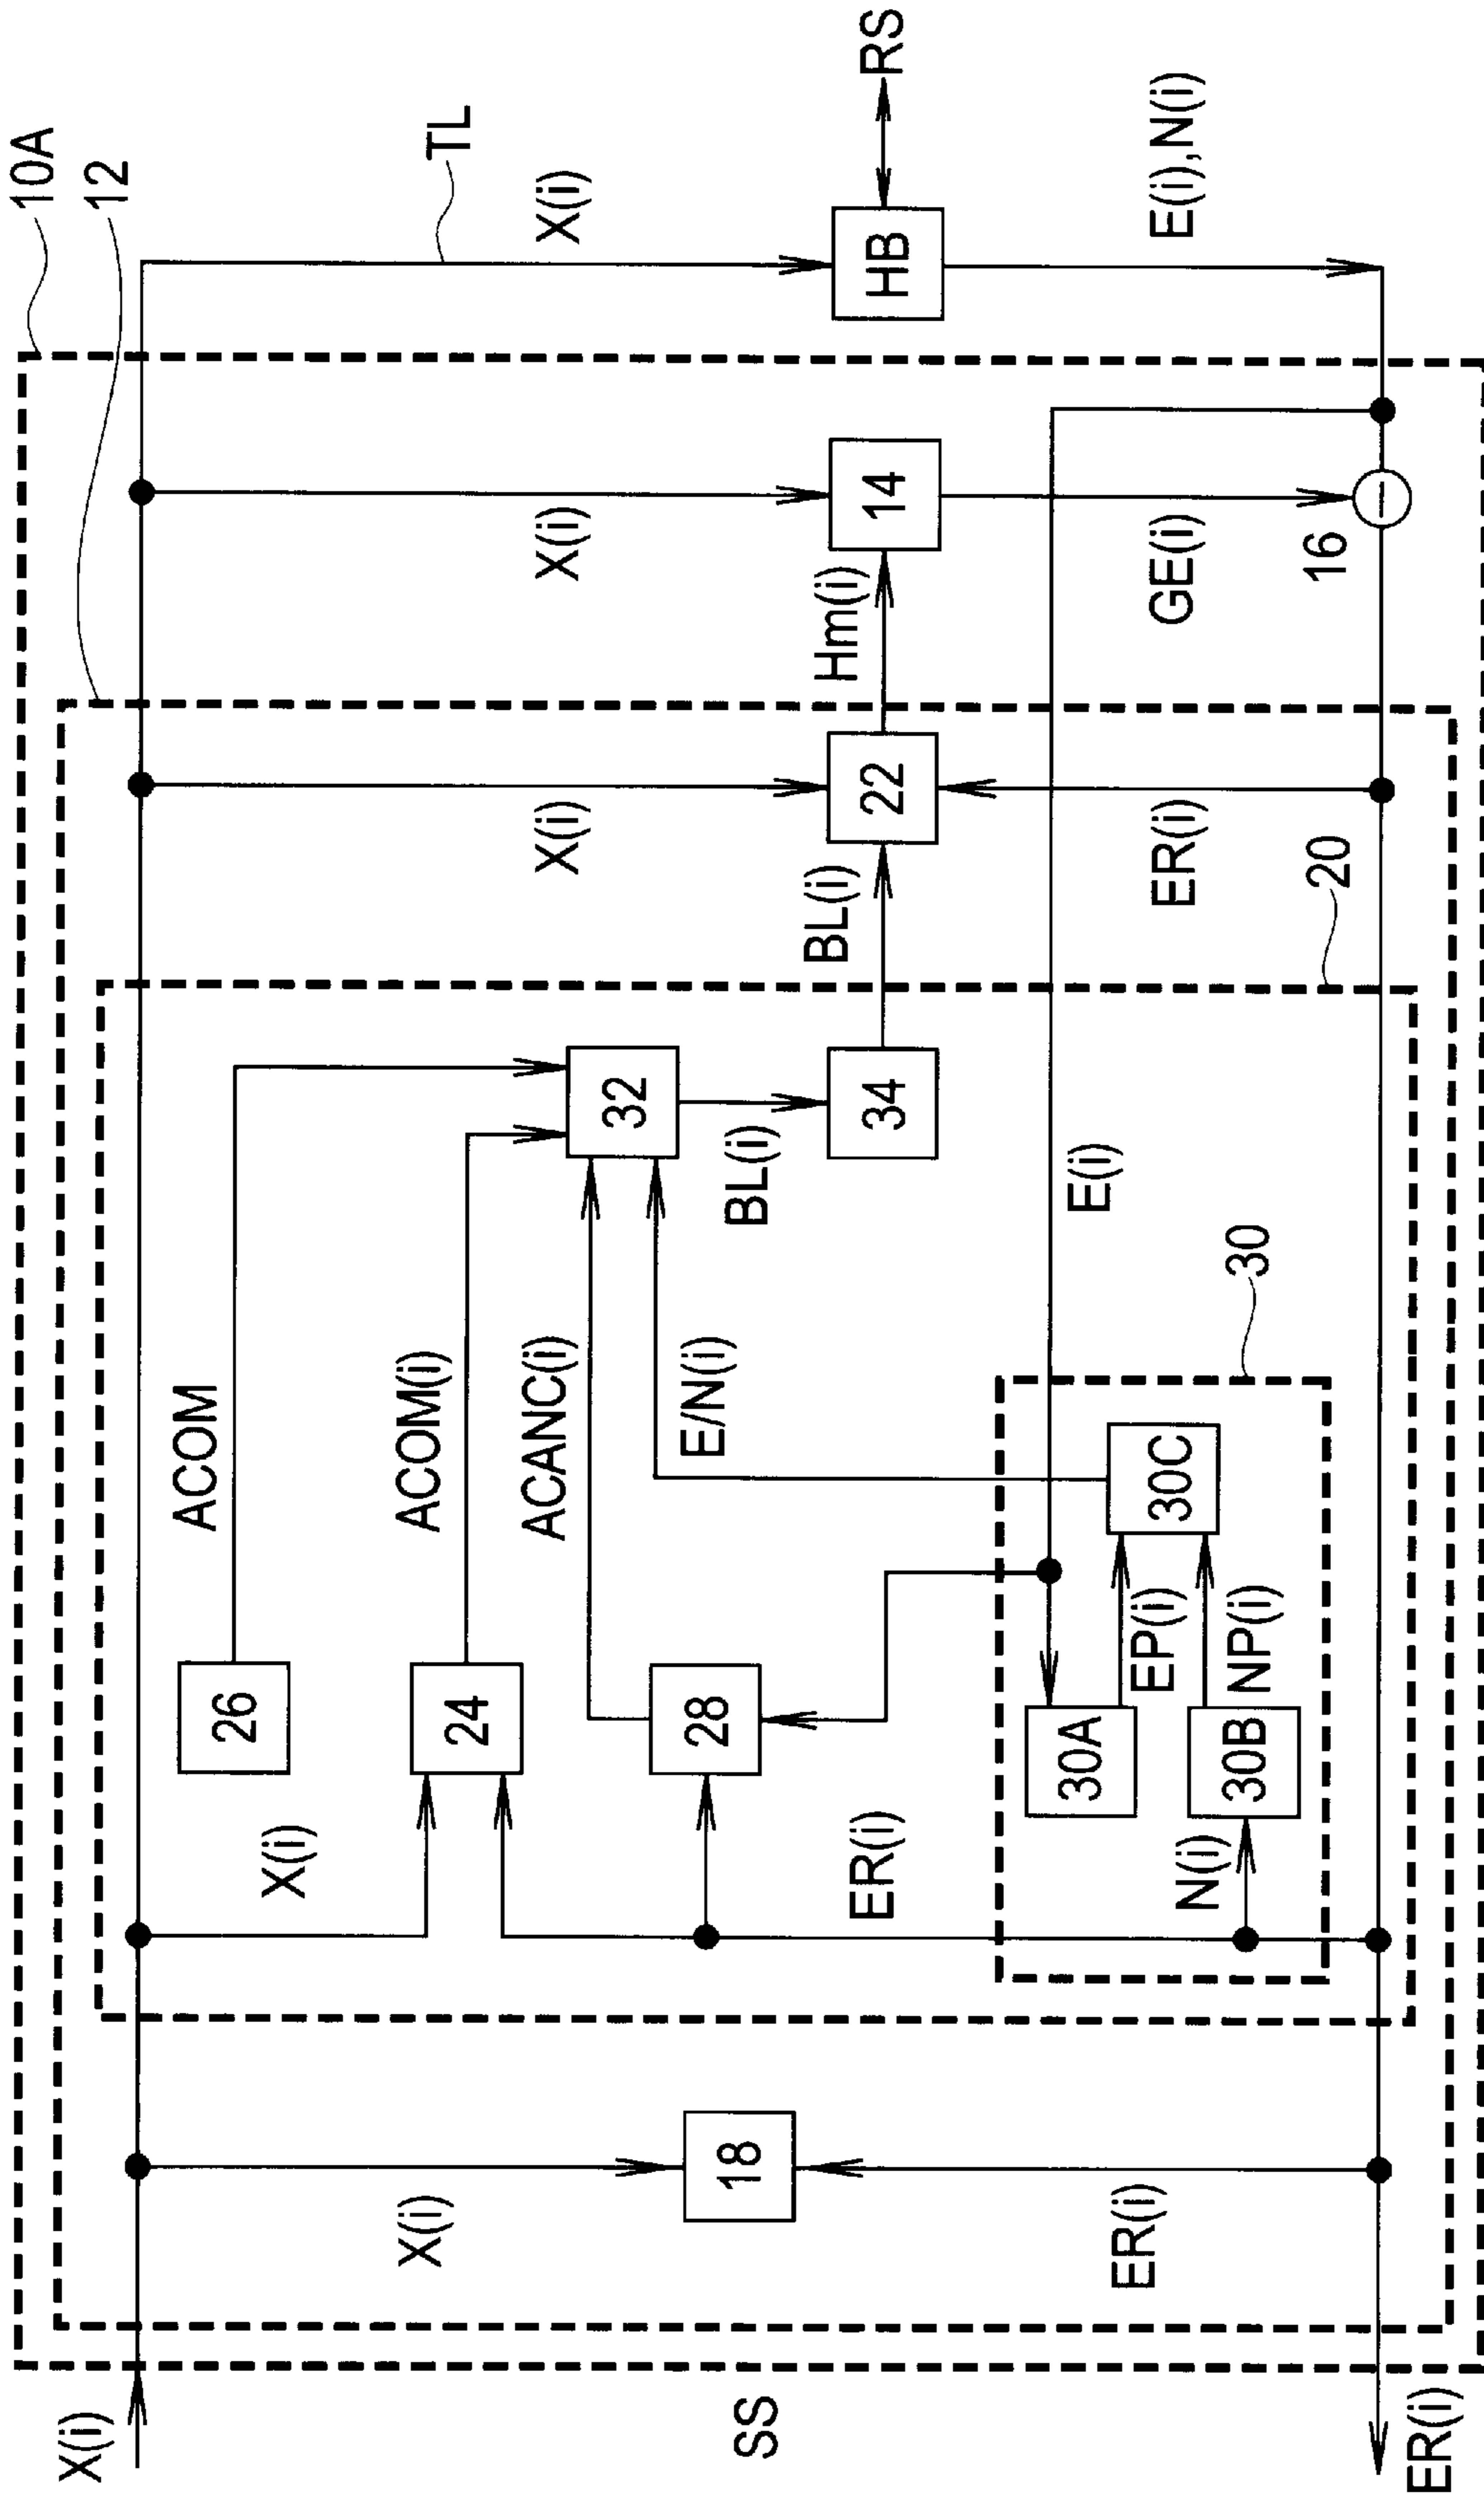 10A
12
TL
X(i)
X(i)
X(i)
X(i)
X(i)
X(i)
SS
RS
HB
E(i),N(i)
14
Hm(i)
GE(i)
16
22
BL(i)
ER(i)
20
ACOM
26
ACOM(i)
24
ACANC(i)
28
E/N(i)
32
BL(i)
34
E(i)
30
30A
30B
30C
EP(i)
NP(i)
N(i)
ER(i)
18
ER(i)
ER(i)